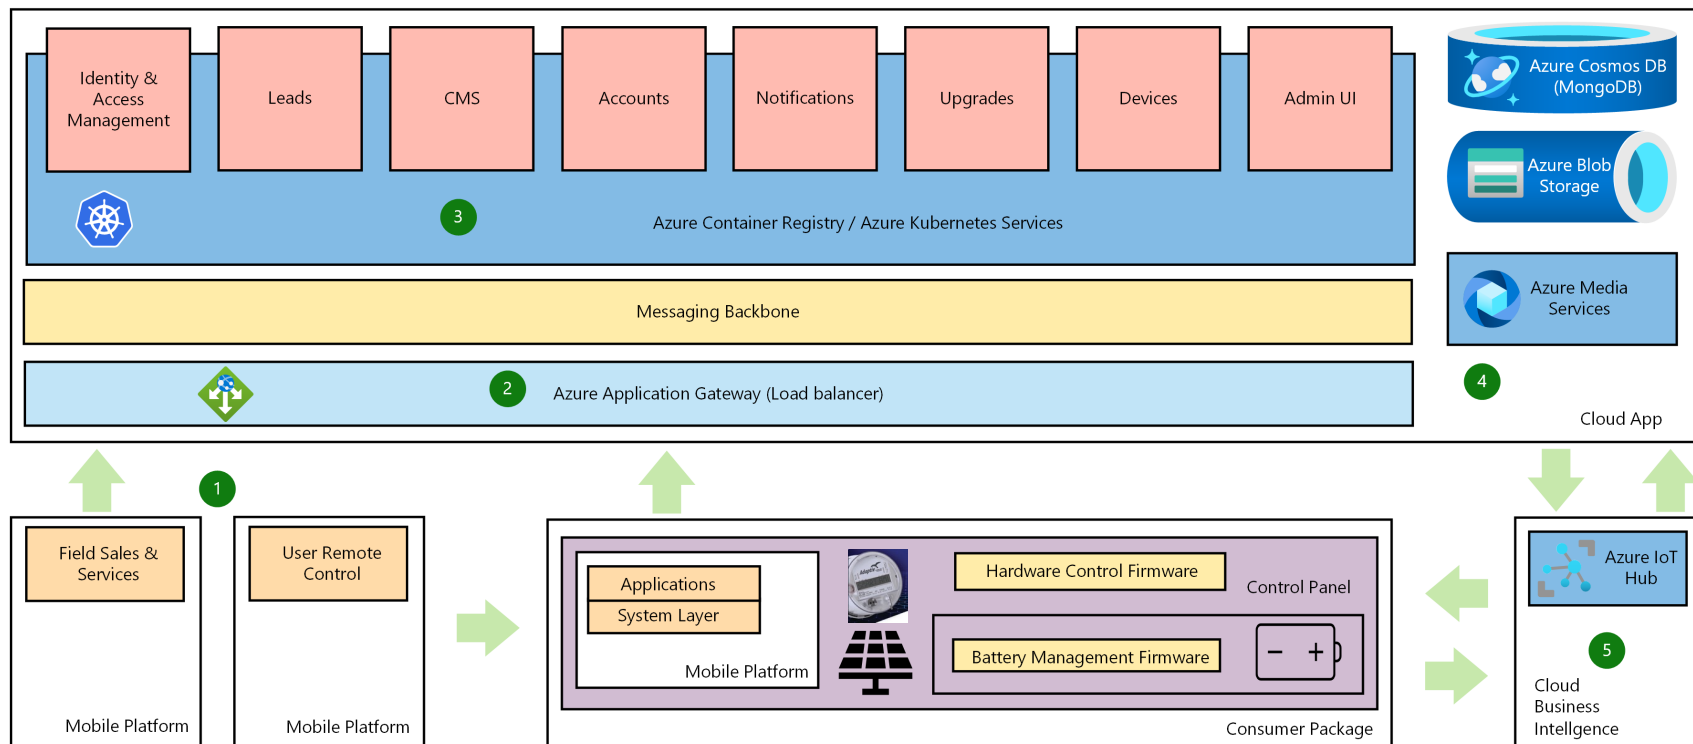 Identity &
Access
Management
Leads
CMS
Accounts
Notifications
Upgrades
Devices
Admin UI
Azure Cosmos DB
(MongoDB)
Azure Blob
Storage
3
Azure Container Registry / Azure Kubernetes Services
Azure Media
Services
Messaging Backbone
2
Azure Application Gateway (Load balancer)
4
Cloud App
1
Field Sales &
Services
Mobile Platform
User Remote
Control
Mobile Platform
Applications
System Layer
Mobile Platform
Hardware Control Firmware
Control Panel
Battery Management Firmware
Consumer Package
Azure IoT
Hub
5
Cloud
Business
Intellgence